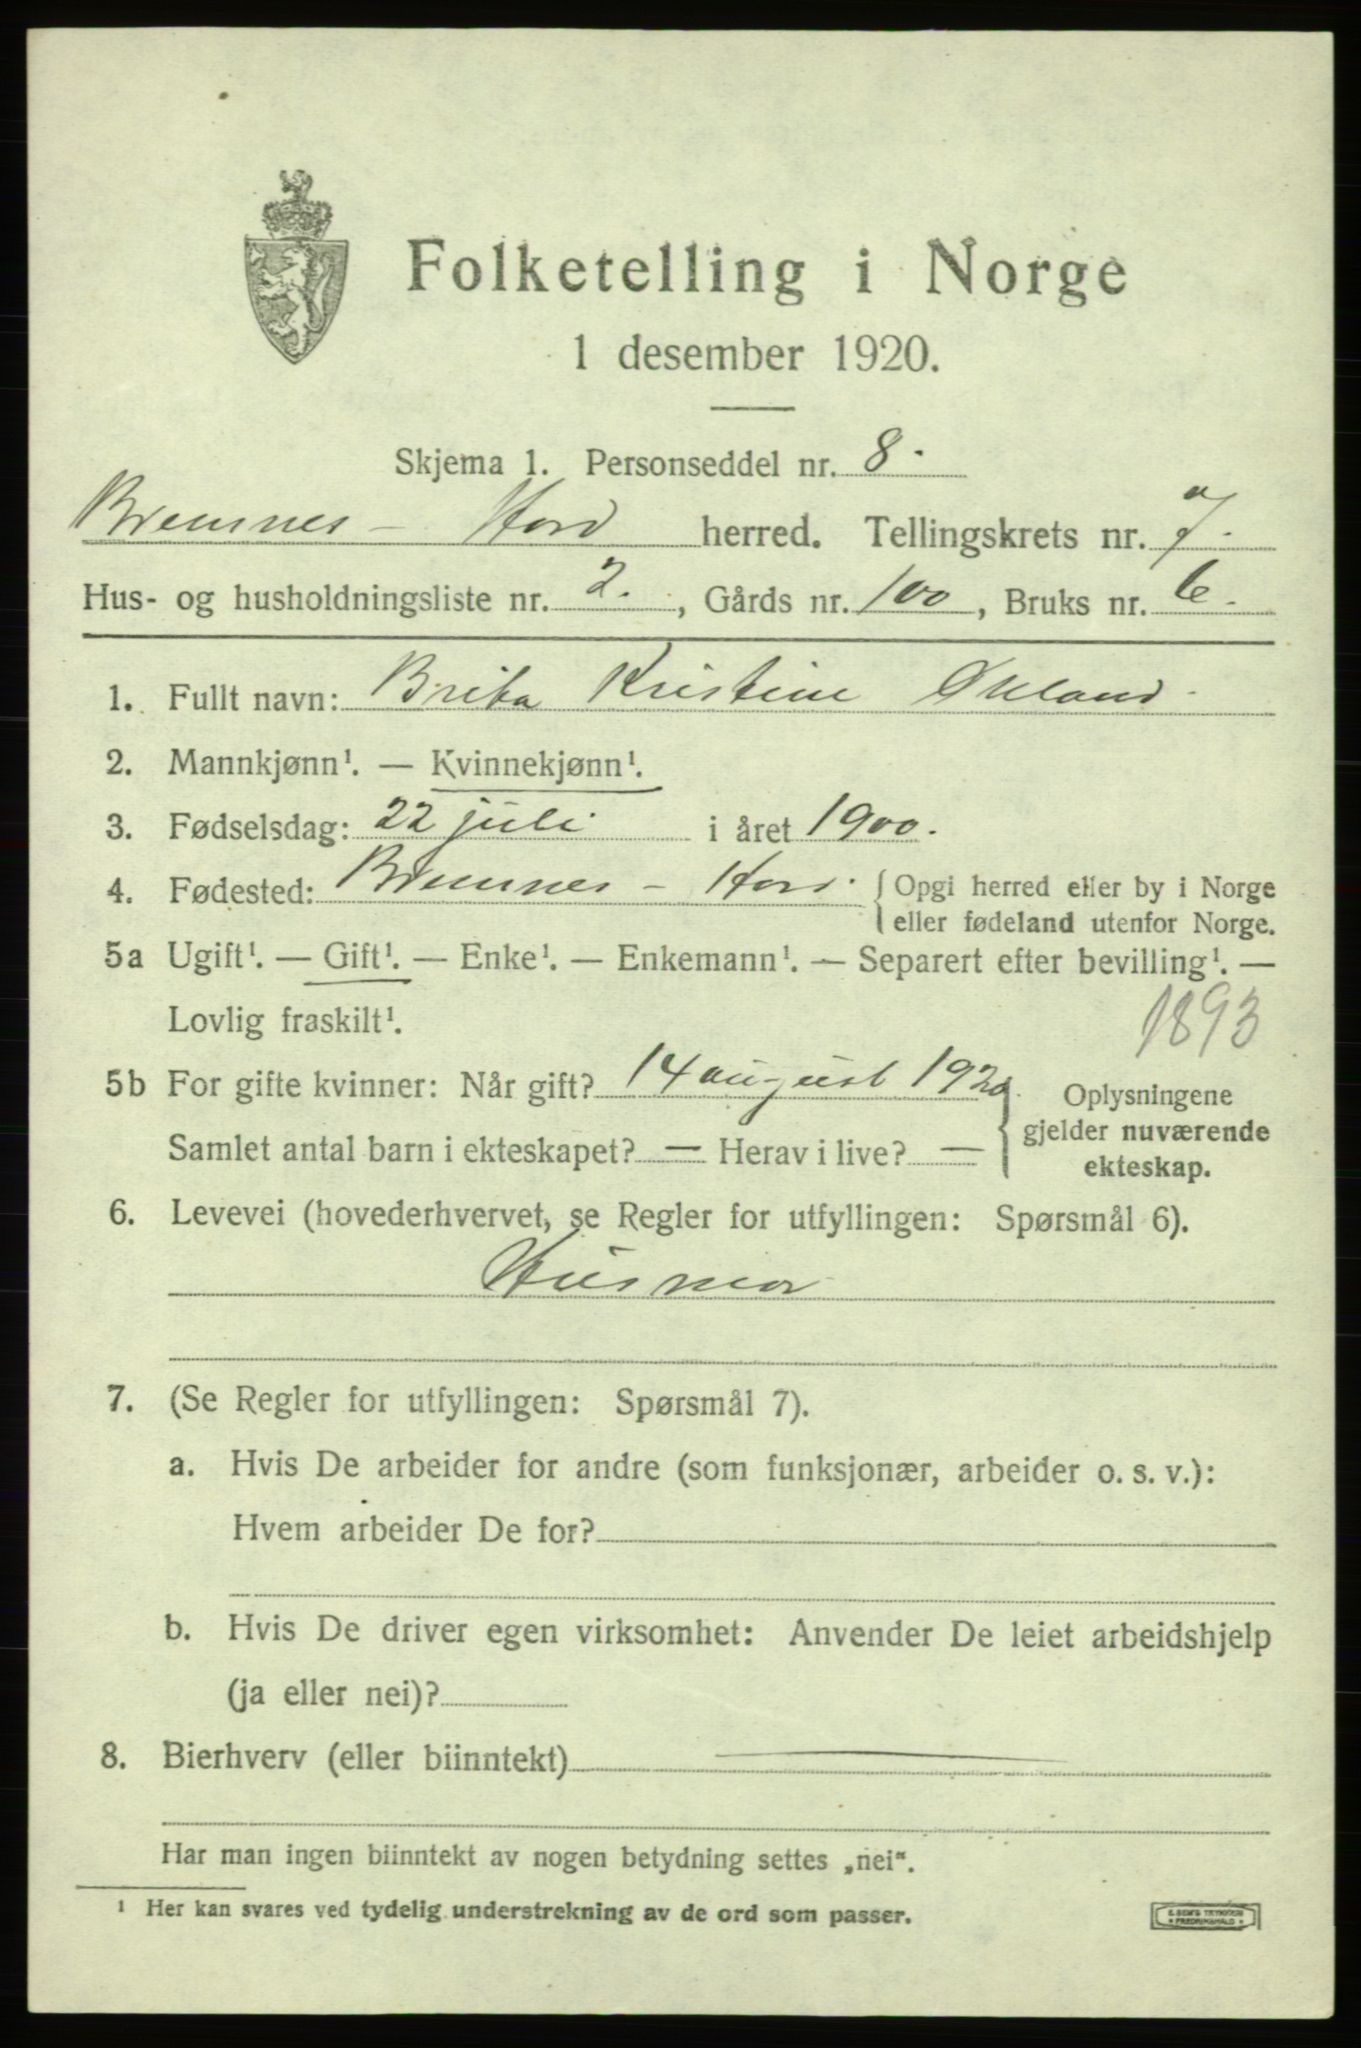 Folketelling i Norge
1 desember 1920.
Skjema 1. Personseddel nr. 8.
Bremnes - Hord herred. Tellingskrets nr. 7.
Hus- og husholdningsliste nr. 2., Gårds nr. 100, Bruks nr. 6.
1. Fullt navn: Brita Kristine Økland
2. Mannkjønn¹. — Kvinnekjønn¹.
3. Fødselsdag: 22 juli i året 1900.
4. Fødested: Bremnes - Hord. { Opgi herred eller by i Norge
eller fødeland utenfor Norge.
5a Ugift¹. — Gift¹. — Enke¹. — Enkemann¹. — Separert efter bevilling¹. —
Lovlig fraskilt¹.
1893
5b For gifte kvinner: Når gift? 14 august 1920
Samlet antal barn i ekteskapet? — Herav i live? —
Oplysningene
gjelder nuværende
ekteskap.
6. Levevei (hovederhvervet, se Regler for utfyllingen: Spørsmål 6).
Husmor
7. (Se Regler for utfyllingen: Spørsmål 7).
a. Hvis De arbeider for andre (som funksjonær, arbeider o. s. v.):
Hvem arbeider De for?
b. Hvis De driver egen virksomhet: Anvender De leiet arbeidshjelp
(ja eller nei)?
8. Bierhverv (eller biinntekt) —
Har man ingen biinntekt av nogen betydning settes „nei".
¹ Her kan svares ved tydelig understrekning av de ord som passer.